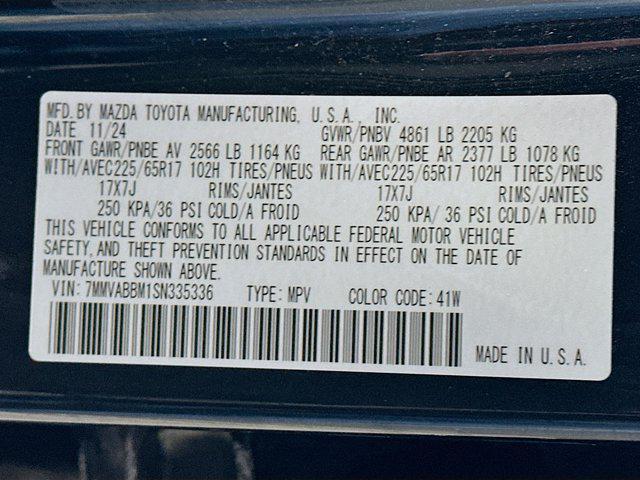 MFD. BY MAZDA TOYOTA MANUFACTURING, U.S.A., INC.
DATE 11/24 GVWR/PNBV 4861 LB 2205 KG
FRONT GAWR/PNBE AV 2566 LB 1164 KG REAR GAWR/PNBE AR 2377 LB 1078 KG
WITH/AVEC225/65R17 102H TIRES/PNEUS WITH/AVEC225/65R17 102H TIRES/PNEUS
17X7J RIMS/JANTES 17X7J RIMS/JANTES
250 KPA/36 PSI COLD/A FROID 250 KPA/36 PSI COLD/A FROID
THIS VEHICLE CONFORMS TO ALL APPLICABLE FEDERAL MOTOR VEHICLE
SAFETY, AND THEFT PREVENTION STANDARDS IN EFFECT ON THE DATE OF
MANUFACTURE SHOWN ABOVE.
VIN: 7MMVABBM1SN335336 TYPE: MPV COLOR CODE: 41W
MADE IN U.S.A.